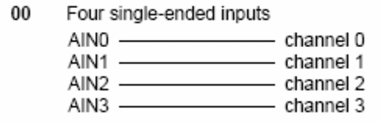 00 Four single-ended inputs
AIN0 channel 0
AIN1 channel 1
AIN2 channel 2
AIN3 channel 3